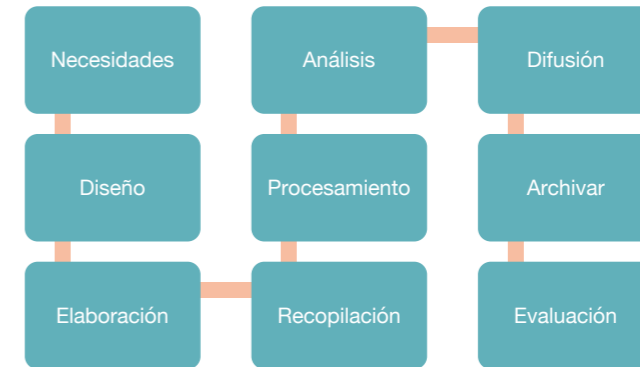 Necesidades
Diseño
Elaboración
Recopilación
Procesamiento
Análisis
Difusión
Archivar
Evaluación